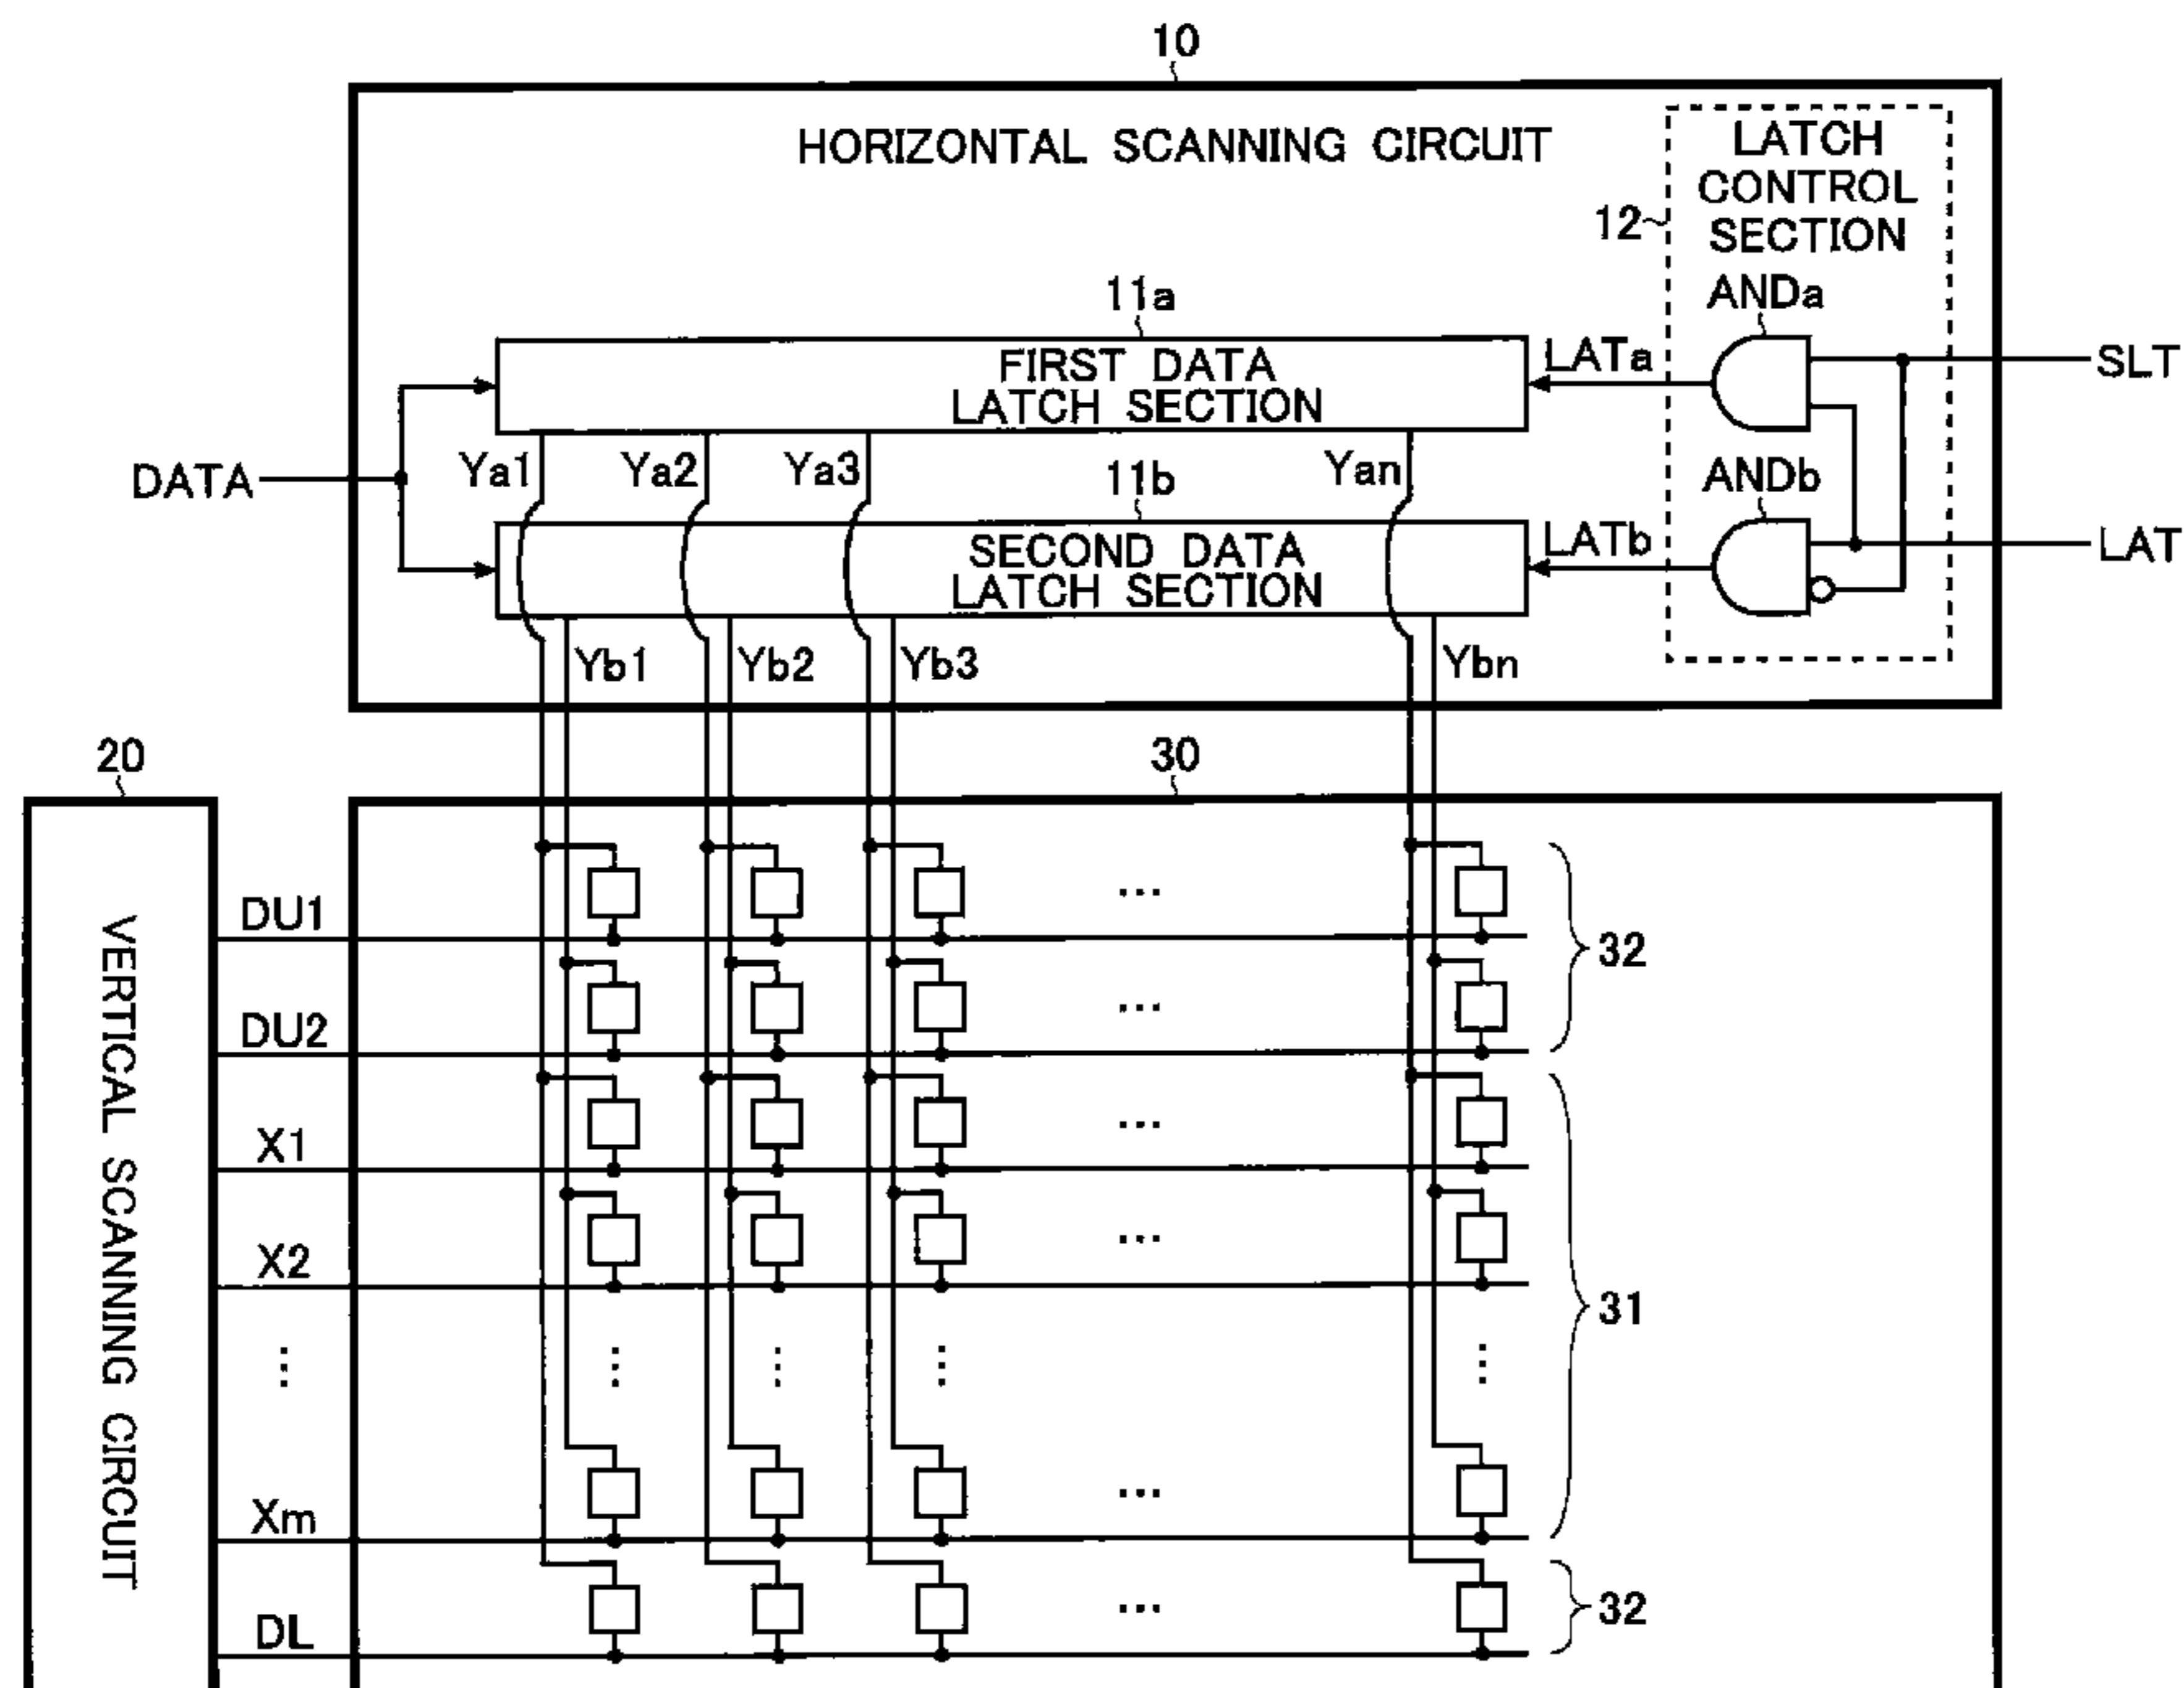 10
HORIZONTAL SCANNING CIRCUIT
LATCH
CONTROL
SECTION
12
ANDa
11a
FIRST DATA
LATCH SECTION
LATa
SLT
DATA
Ya1
Ya2
Ya3
Yan
11b
ANDb
SECOND DATA
LATCH SECTION
LATb
LAT
Yb1
Yb2
Yb3
Ybn
20
30
VERTICAL SCANNING CIRCUIT
DU1
...
32
DU2
...
X1
...
X2
...
31
Xm
...
DL
...
32